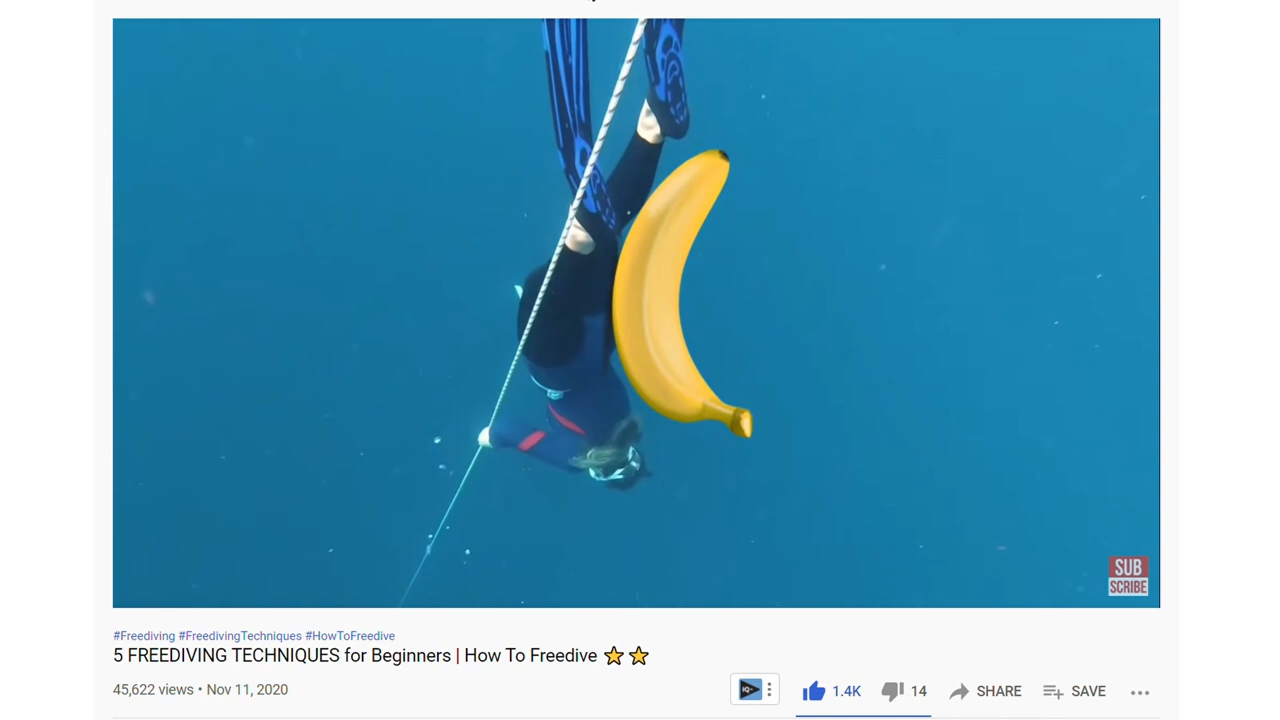 SUB
SCRIBE
#Freediving #FreedivingTechniques #HowToFreedive
5 FREEDIVING TECHNIQUES for Beginners | How To Freedive ⭐⭐
45,622 views • Nov 11, 2020
IQ+ 1.4K 14 SHARE SAVE